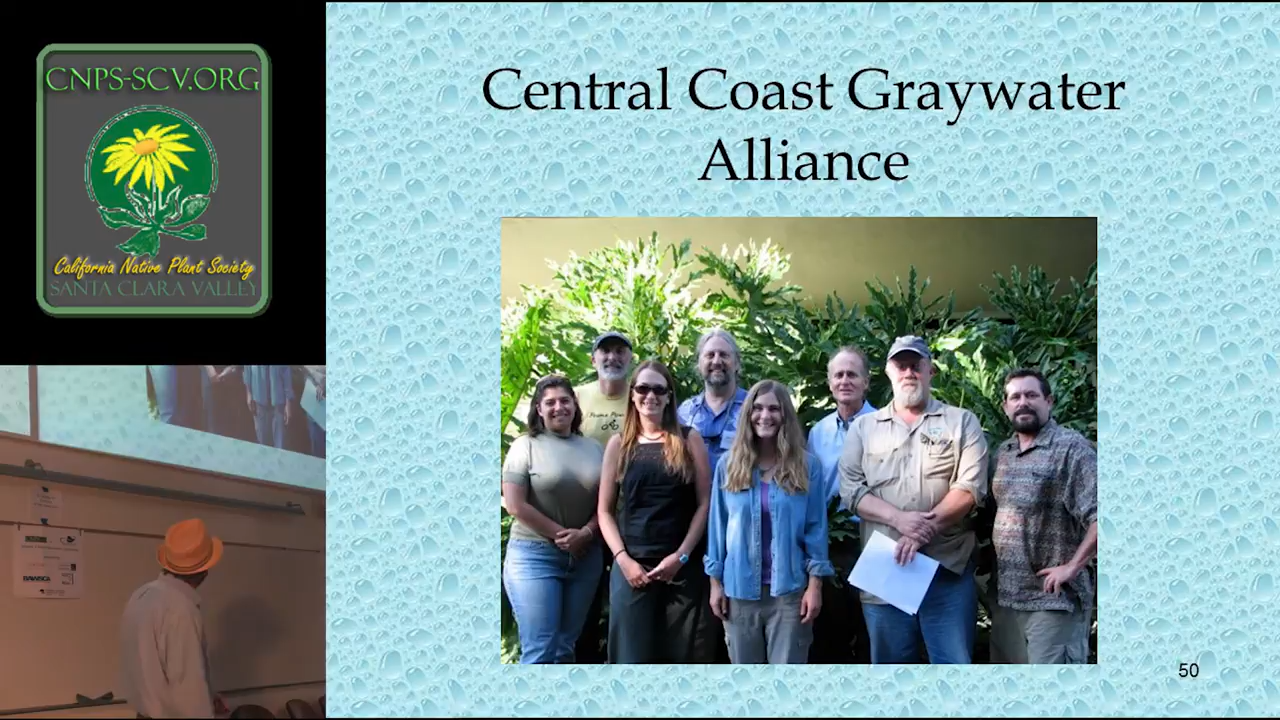 CNPS-SCV.ORG
California Native Plant Society
SANTA CLARA VALLEY
Central Coast Graywater
Alliance
50